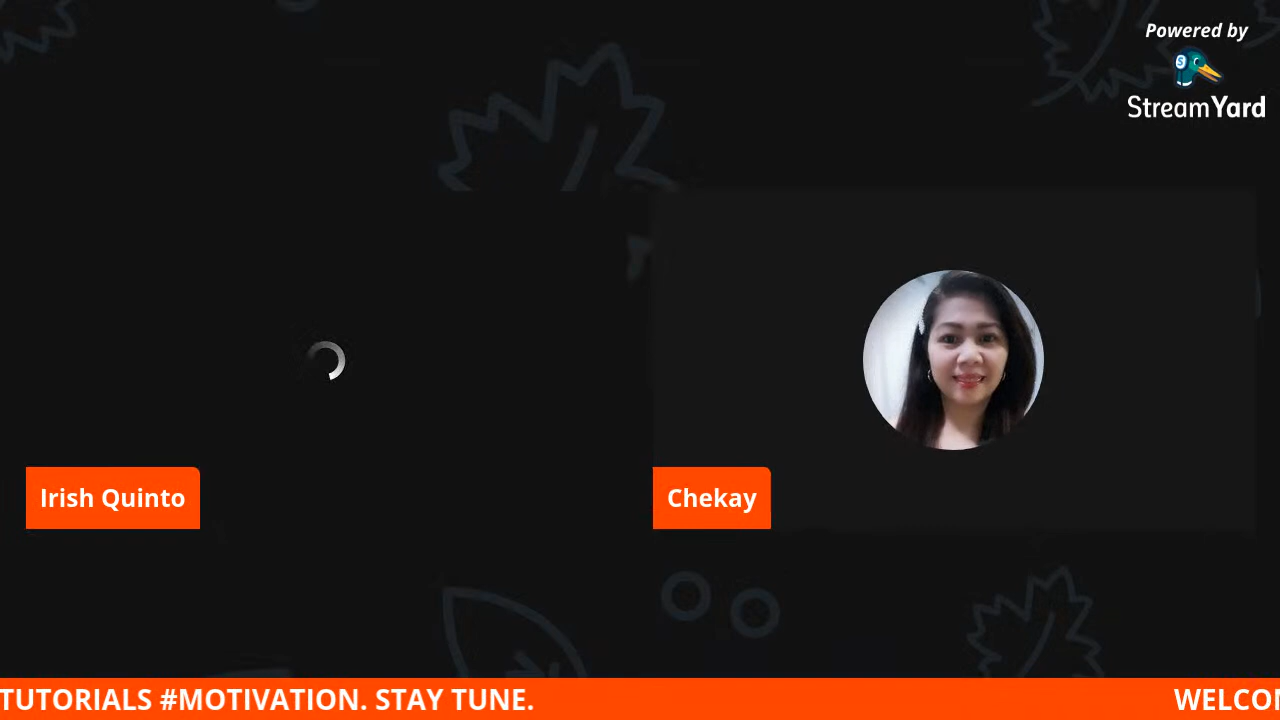 Powered by
StreamYard
Irish Quinto
Chekay
TUTORIALS #MOTIVATION. STAY TUNE.